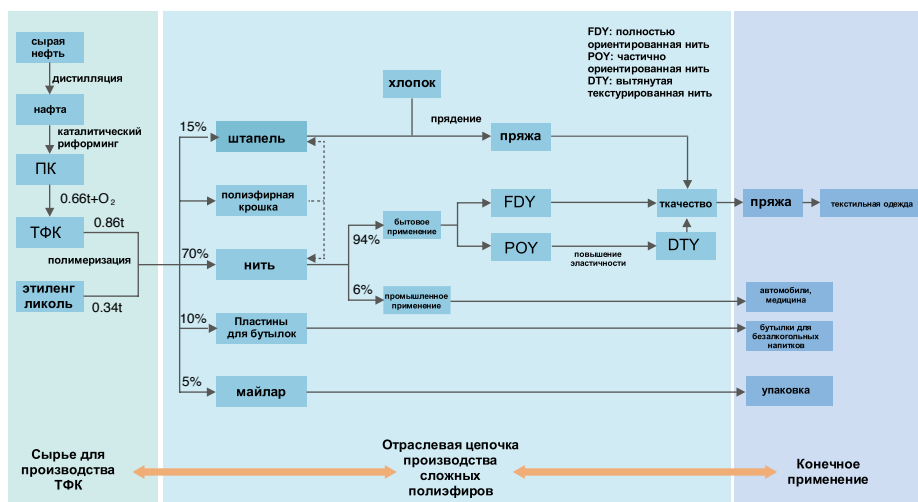 сырая
нефть
дистилляция
нафта
каталитический
риформинг
ПК
0.66t+O₂
ТФК
0.86t
полимеризация
этиленг
ликоль
0.34t
Сырье для
производства
ТФК
FDY: полностью
ориентированная нить
POY: частично
ориентированная нить
DTY: вытянутая
текстурированная нить
хлопок
прядение
15%
штапель
пряжа
полиэфирная
крошка
70%
нить
94%
бытовое
применение
FDY
POY
повышение
эластичности
ткачество
DTY
6%
промышленное
применение
10%
Пластины
для бутылок
5%
майлар
Отраслевая цепочка
производства
сложных
полиэфиров
пряжа
текстильная одежда
автомобили,
медицина
бутылки для
безалкогольных
напитков
упаковка
Конечное
применение